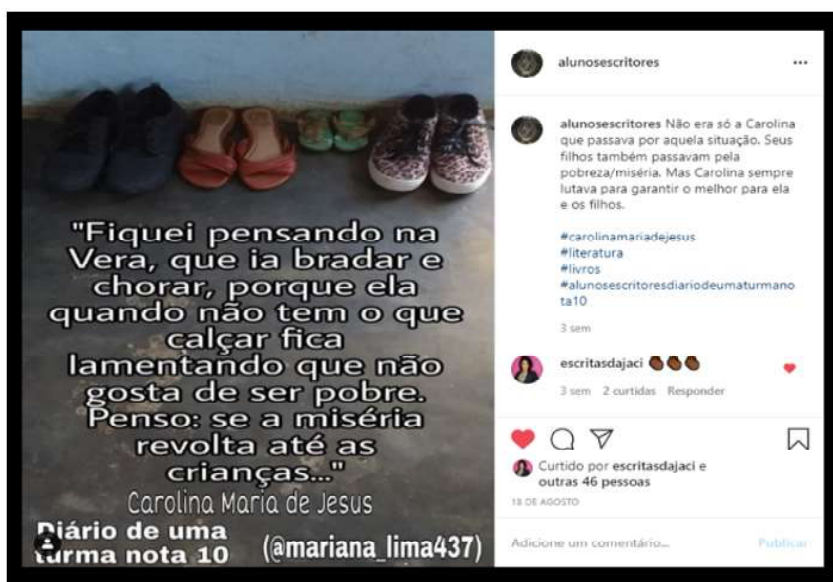 "Fiquei pensando na
Vera, que ia bradar e
chorar, porque ela
quando não tem o que
calçar fica
lamentando que não
gosta de ser pobre.
Penso: se a miséria
revolta até as
crianças..."
Carolina Maria de Jesus
Diário de uma
turma nota 10 (@mariana_lima437)
alunosescritores
alunosescritores Não era só a Carolina
que passava por aquela situação. Seus
filhos também passavam pela
pobreza/miséria. Mas Carolina sempre
lutava para garantir o melhor para ela
e os filhos.
#carolinamariadejesus
#literatura
#livros
#alunosescritoresdiariodeumaturmano
ta10
3 sem
escritasdajaci
3 sem 2 curtidas Responder
Curtido por escritasdajaci e
outras 46 pessoas
18 DE AGOSTO
Adicione um comentário...
Publicar